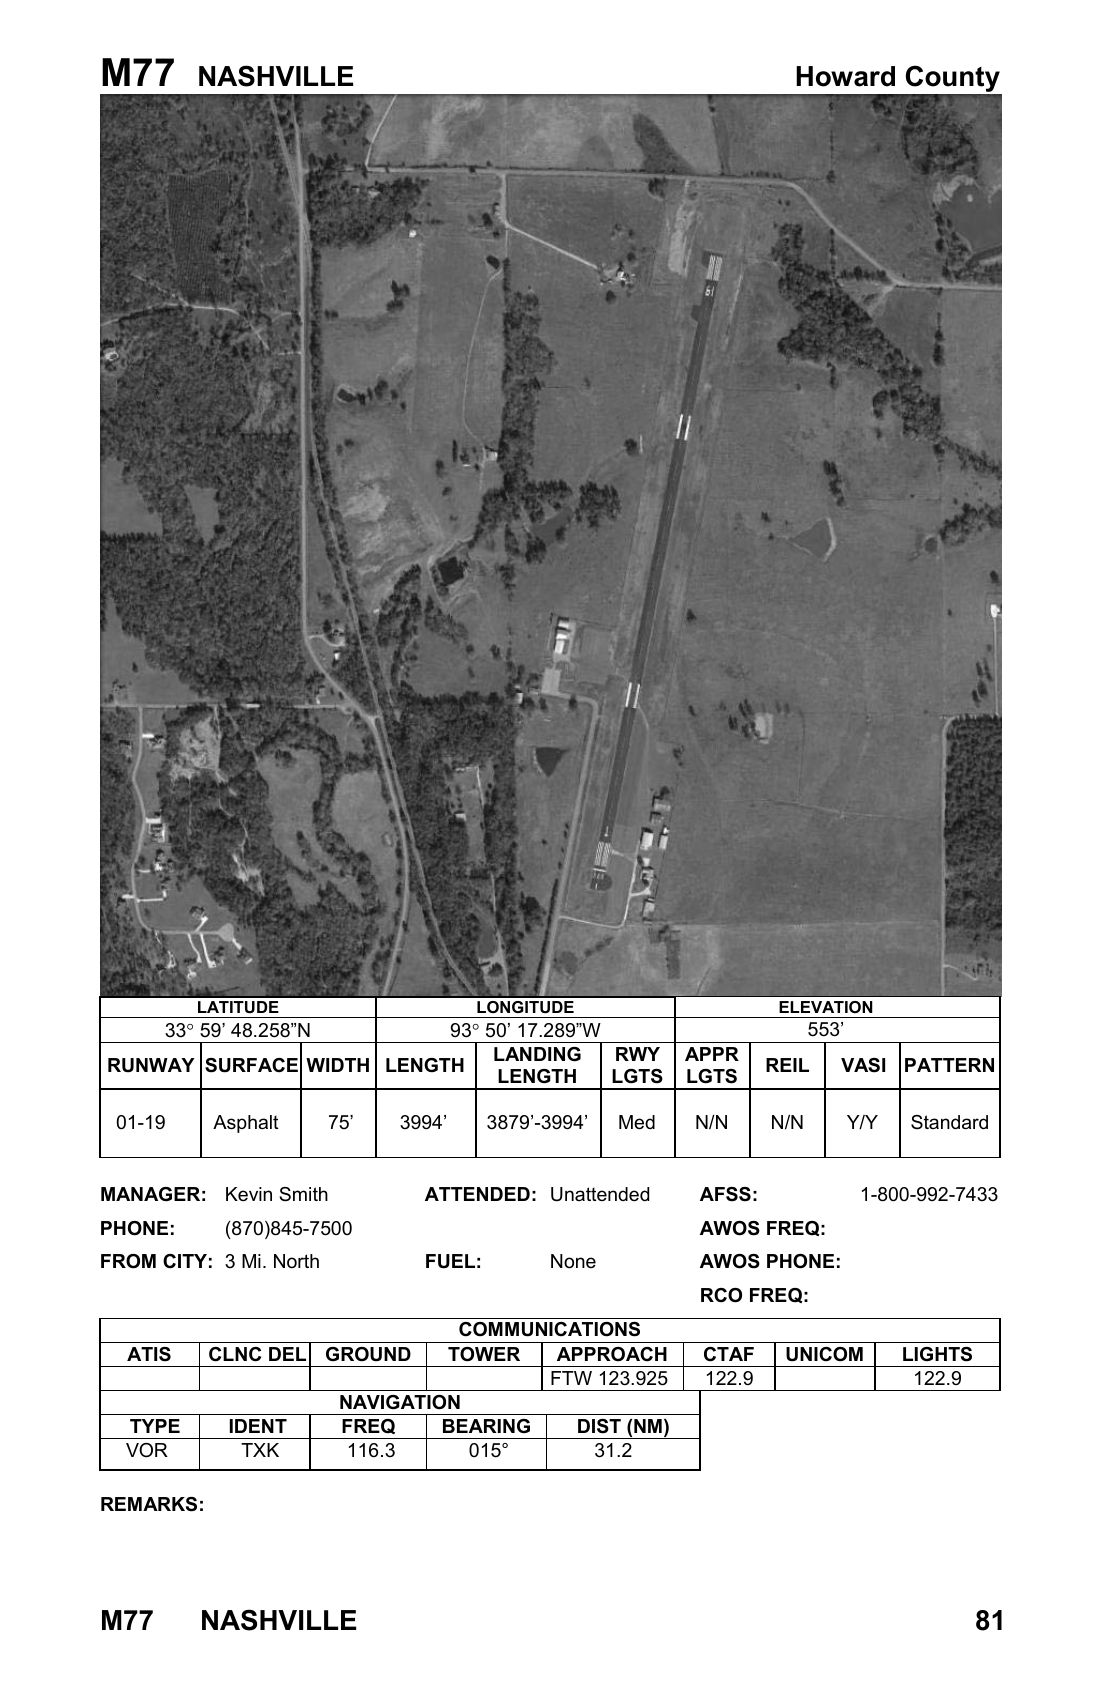 M77 NASHVILLE Howard County
19
1
LATITUDE LONGITUDE ELEVATION
33° 59’ 48.258”N 93° 50’ 17.289”W 553’
RUNWAY SURFACE WIDTH LENGTH LANDING LENGTH RWY LGTS APPR LGTS REIL VASI PATTERN
01-19 Asphalt 75’ 3994’ 3879’-3994’ Med N/N N/N Y/Y Standard
MANAGER: Kevin Smith ATTENDED: Unattended AFSS: 1-800-992-7433
PHONE: (870)845-7500 AWOS FREQ:
FROM CITY: 3 Mi. North FUEL: None AWOS PHONE:
RCO FREQ:
COMMUNICATIONS
ATIS CLNC DEL GROUND TOWER APPROACH CTAF UNICOM LIGHTS
FTW 123.925 122.9 122.9
NAVIGATION
TYPE IDENT FREQ BEARING DIST (NM)
VOR TXK 116.3 015° 31.2
REMARKS:
M77 NASHVILLE 81